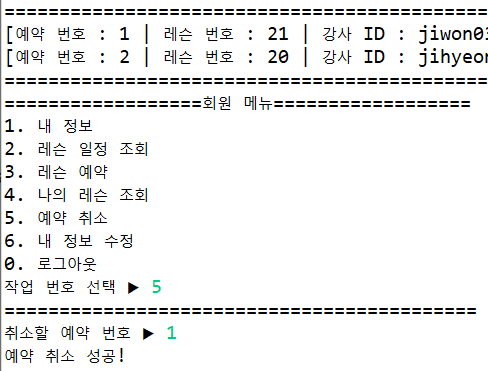 ================================================
[예약 번호 : 1 | 레슨 번호 : 21 | 강사 ID : jiwon03
[예약 번호 : 2 | 레슨 번호 : 20 | 강사 ID : jihyeon
================================================
==================회원 메뉴==================
1. 내 정보
2. 레슨 일정 조회
3. 레슨 예약
4. 나의 레슨 조회
5. 예약 취소
6. 내 정보 수정
0. 로그아웃
작업 번호 선택 ▶ 5
===========================================
취소할 예약 번호 ▶ 1
예약 취소 성공!